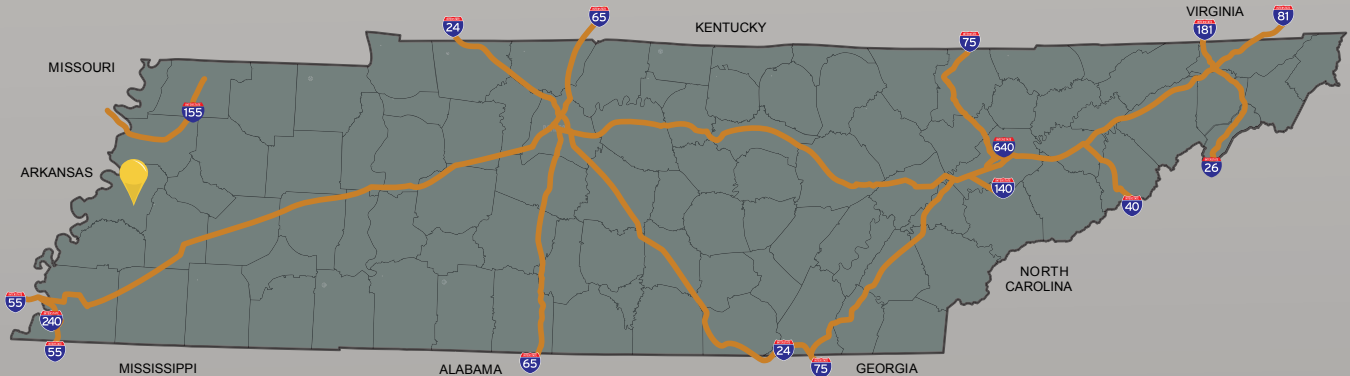 VIRGINIA
81
65
24
181
KENTUCKY
75
MISSOURI
155
640
ARKANSAS
26
140
40
NORTH
CAROLINA
55
240
55
24
65
75
MISSISSIPPI
ALABAMA
GEORGIA